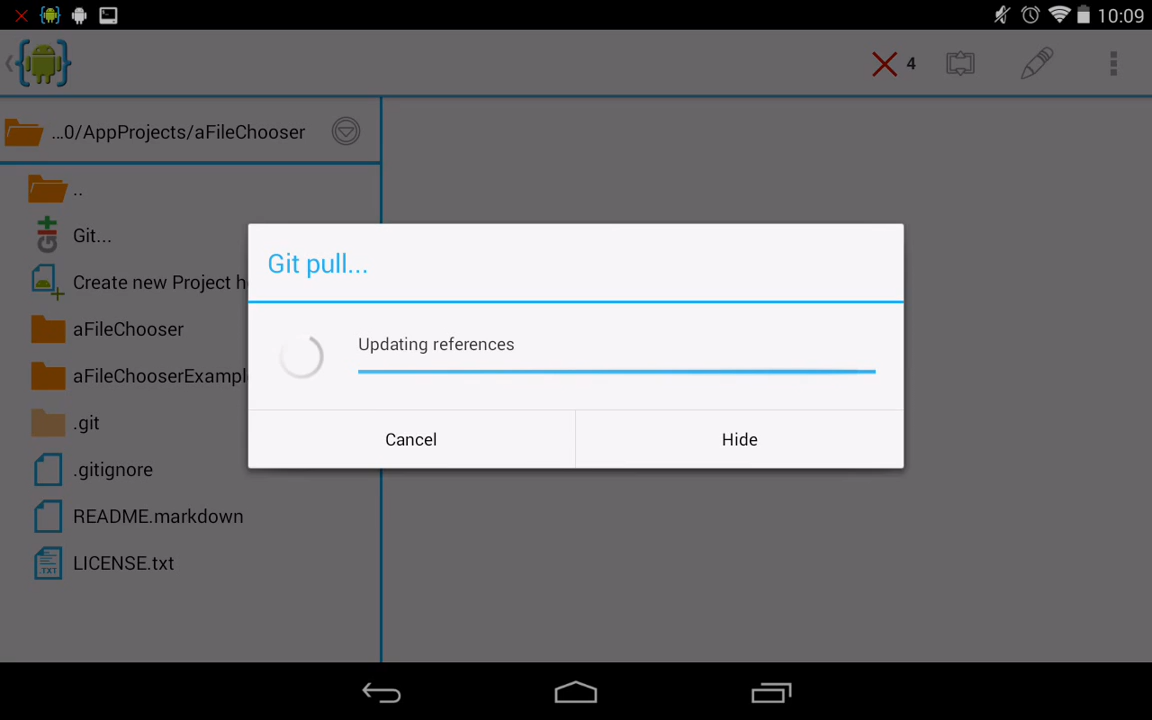 10:09
4
...0/AppProjects/aFileChooser
..
Git...
Create new Project h
aFileChooser
aFileChooserExampl
.git
.gitignore
README.markdown
.TXT
LICENSE.txt
Git pull...
Updating references
Cancel
Hide